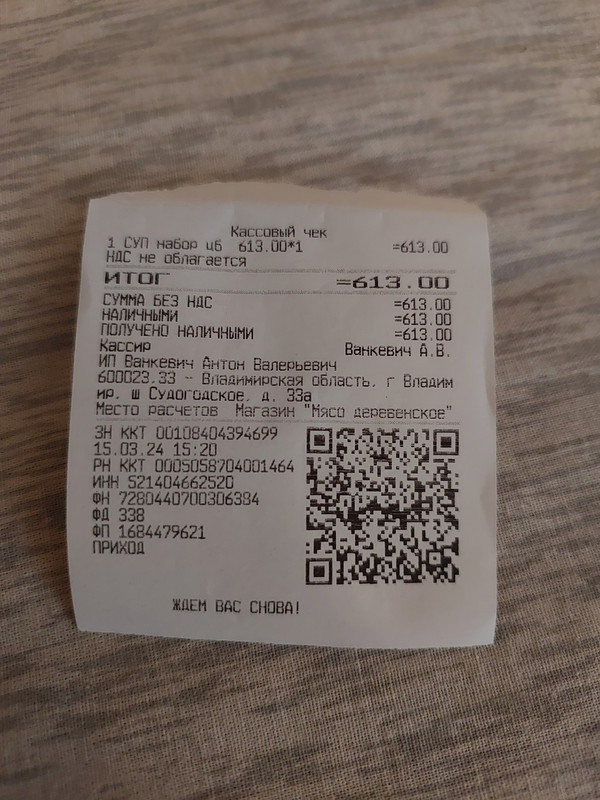 Кассовый чек
1 СУП набор цб 613.00*1 =613.00
НДС не облагается
ИТОГ =613.00
СУММА БЕЗ НДС =613.00
НАЛИЧНЫМИ =613.00
ПОЛУЧЕНО НАЛИЧНЫМИ =613.00
Кассир Ванкевич А.В.
ИП Ванкевич Антон Валерьевич
600023,33 - Владимирская область, г Владим
ир, ш Судогодское, д. 33а
Место расчетов Магазин "Мясо деревенское"
ЗН ККТ 00108404394699
15.03.24 15:20
РН ККТ 0005058704001464
ИНН 521404662520
ФН 7280440700306384
ФД 338
ФП 1684479621
ПРИХОД
ЖДЕМ ВАС СНОВА!